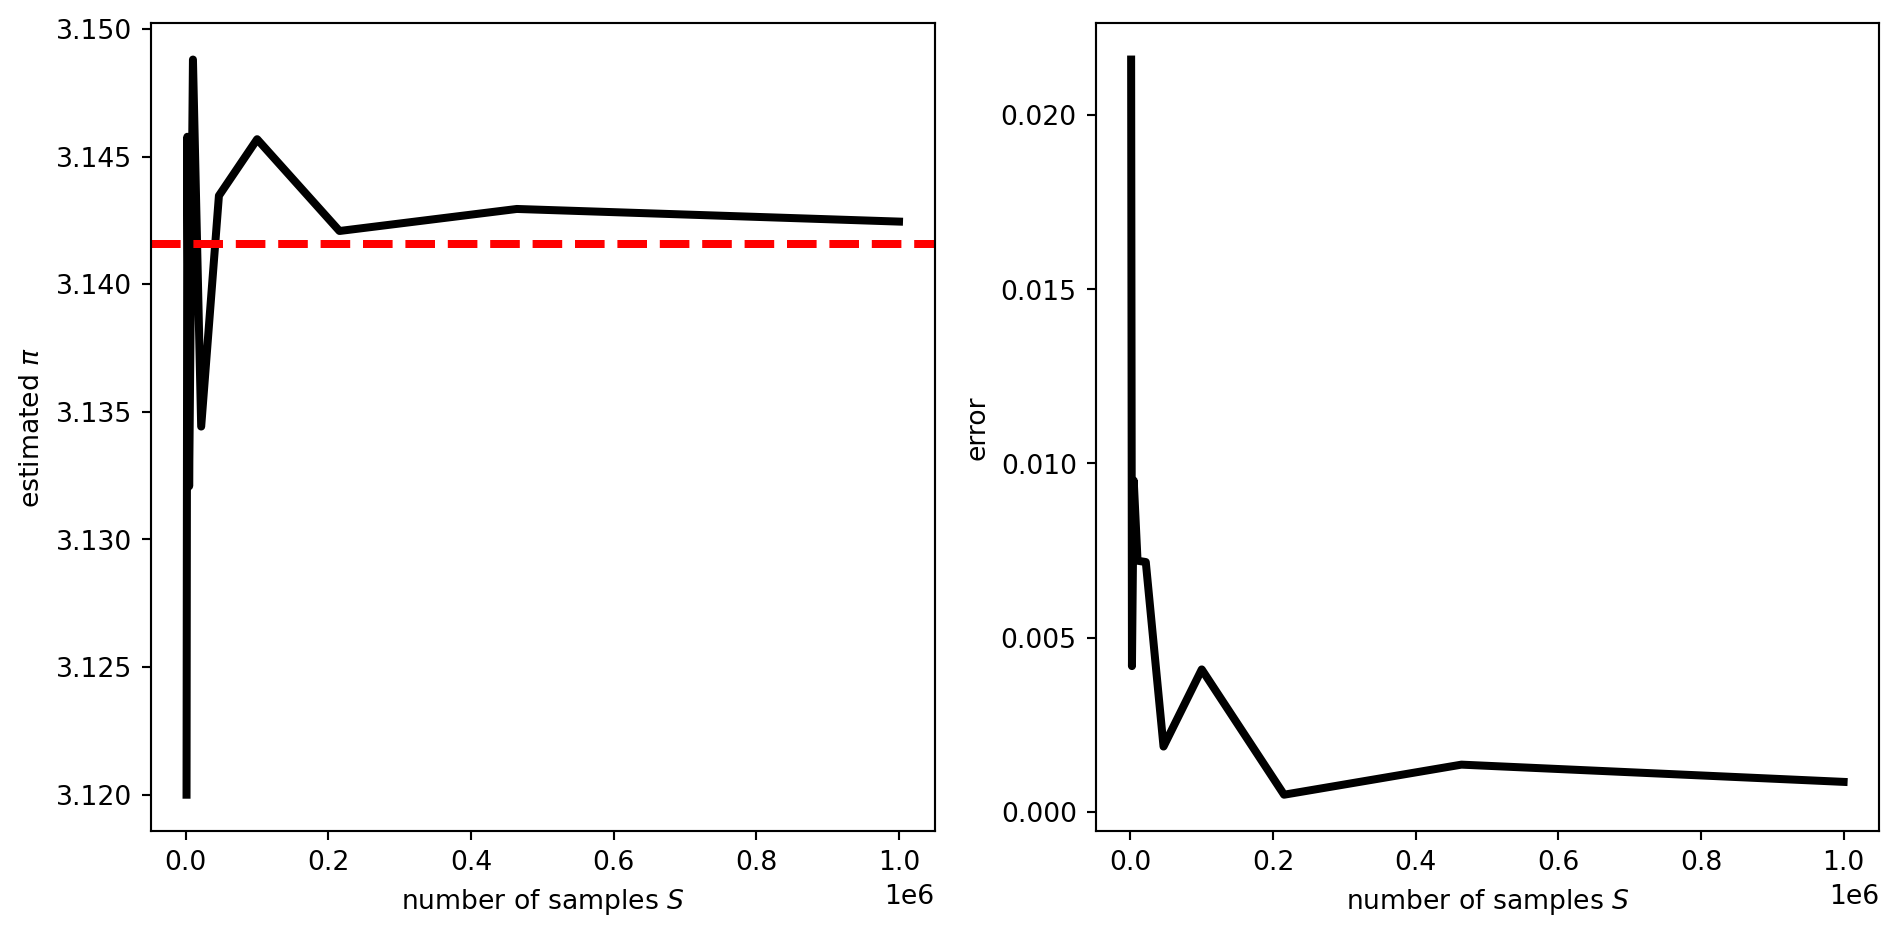 3.150
3.145
3.140
3.135
3.130
3.125
3.120
estimated π
0.0 0.2 0.4 0.6 0.8 1.0
1e6
number of samples S
0.020
0.015
0.010
0.005
0.000
error
0.0 0.2 0.4 0.6 0.8 1.0
1e6
number of samples S